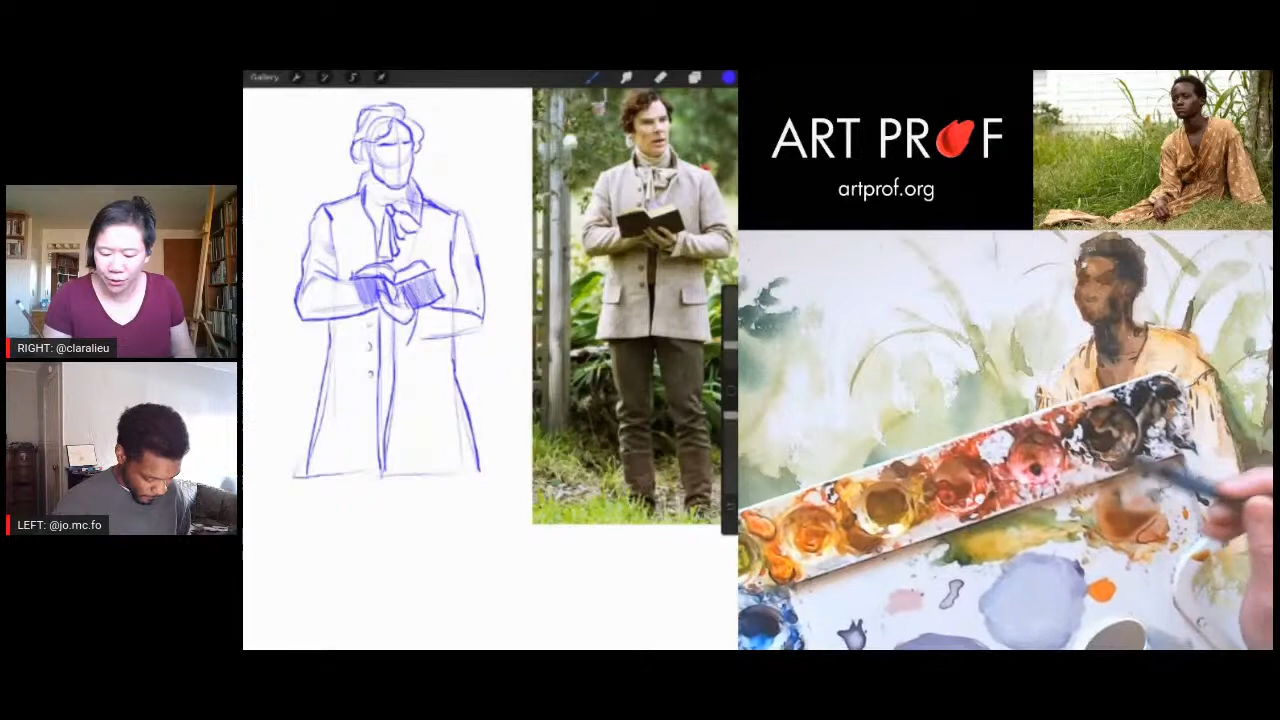 Gallery
ART PROF
artprof.org
RIGHT: @claralieu
LEFT: @jo.mc.fo